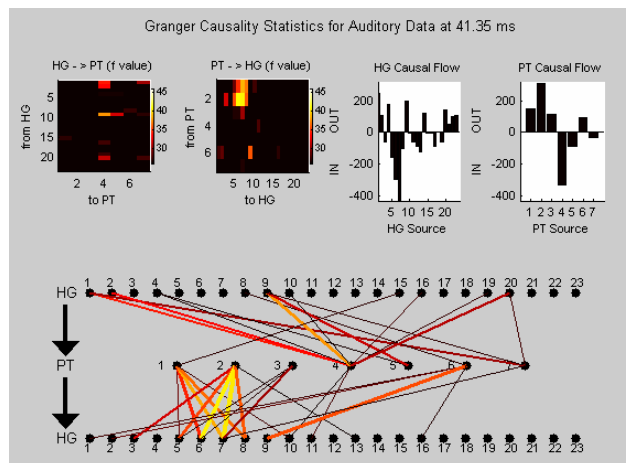 Granger Causality Statistics for Auditory Data at 41.35 ms
HG -> PT (f value)
PT -> HG (f value)
HG Causal Flow
PT Causal Flow
from HG
5
10
15
20
2 4 6
to PT
45
40
35
30
from PT
2
4
6
5 10 15 20
to HG
45
40
35
30
IN OUT
200
0
-200
-400
5 10 15 20
HG Source
IN OUT
200
0
-200
-400
1 2 3 4 5 6 7
PT Source
1 2 3 4 5 6 7 8 9 10 11 12 13 14 15 16 17 18 19 20 21 22 23
HG
PT
1 2 3 4 5 6
HG
1 2 3 4 5 6 7 8 9 10 11 12 13 14 15 16 17 18 19 20 21 22 23